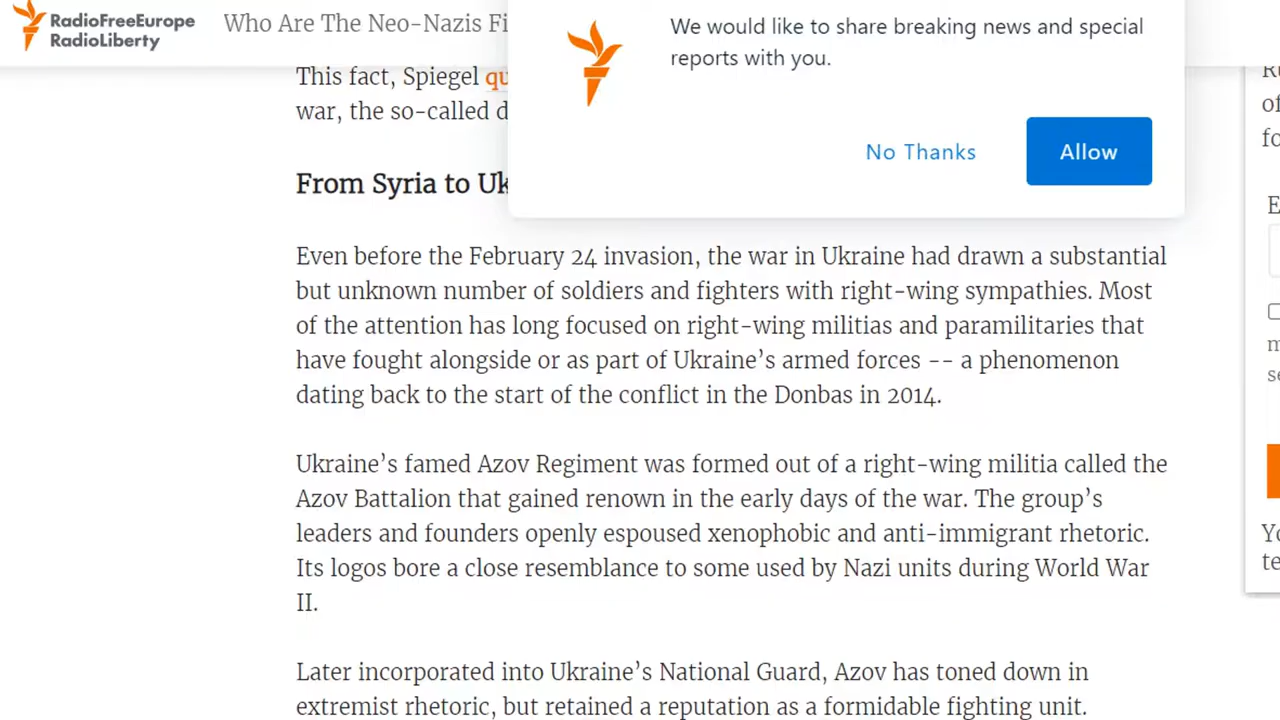 RadioFreeEurope
RadioLiberty
Who Are The Neo-Nazis Fi
We would like to share breaking news and special
reports with you.
No Thanks
Allow
This fact, Spiegel qu
war, the so-called d
From Syria to Uk
Even before the February 24 invasion, the war in Ukraine had drawn a substantial
but unknown number of soldiers and fighters with right-wing sympathies. Most
of the attention has long focused on right-wing militias and paramilitaries that
have fought alongside or as part of Ukraine’s armed forces -- a phenomenon
dating back to the start of the conflict in the Donbas in 2014.
Ukraine’s famed Azov Regiment was formed out of a right-wing militia called the
Azov Battalion that gained renown in the early days of the war. The group’s
leaders and founders openly espoused xenophobic and anti-immigrant rhetoric.
Its logos bore a close resemblance to some used by Nazi units during World War
II.
Later incorporated into Ukraine’s National Guard, Azov has toned down in
extremist rhetoric, but retained a reputation as a formidable fighting unit.
of
fo
E
m
se
Yo
te